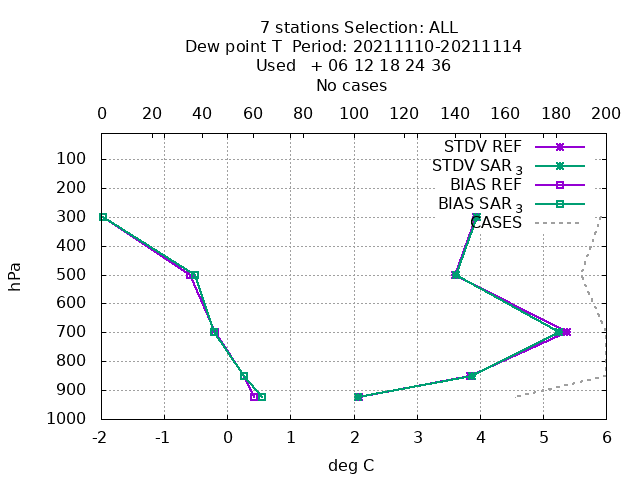 7 stations Selection: ALL
Dew point T  Period: 20211110-20211114
Used   + 06 12 18 24 36
No cases
0 20 40 60 80 100 120 140 160 180 200
STDV REF
STDV SAR3
BIAS REF
BIAS SAR3
CASES
100
200
300
400
500
600
700
800
900
1000
hPa
-2 -1 0 1 2 3 4 5 6
deg C